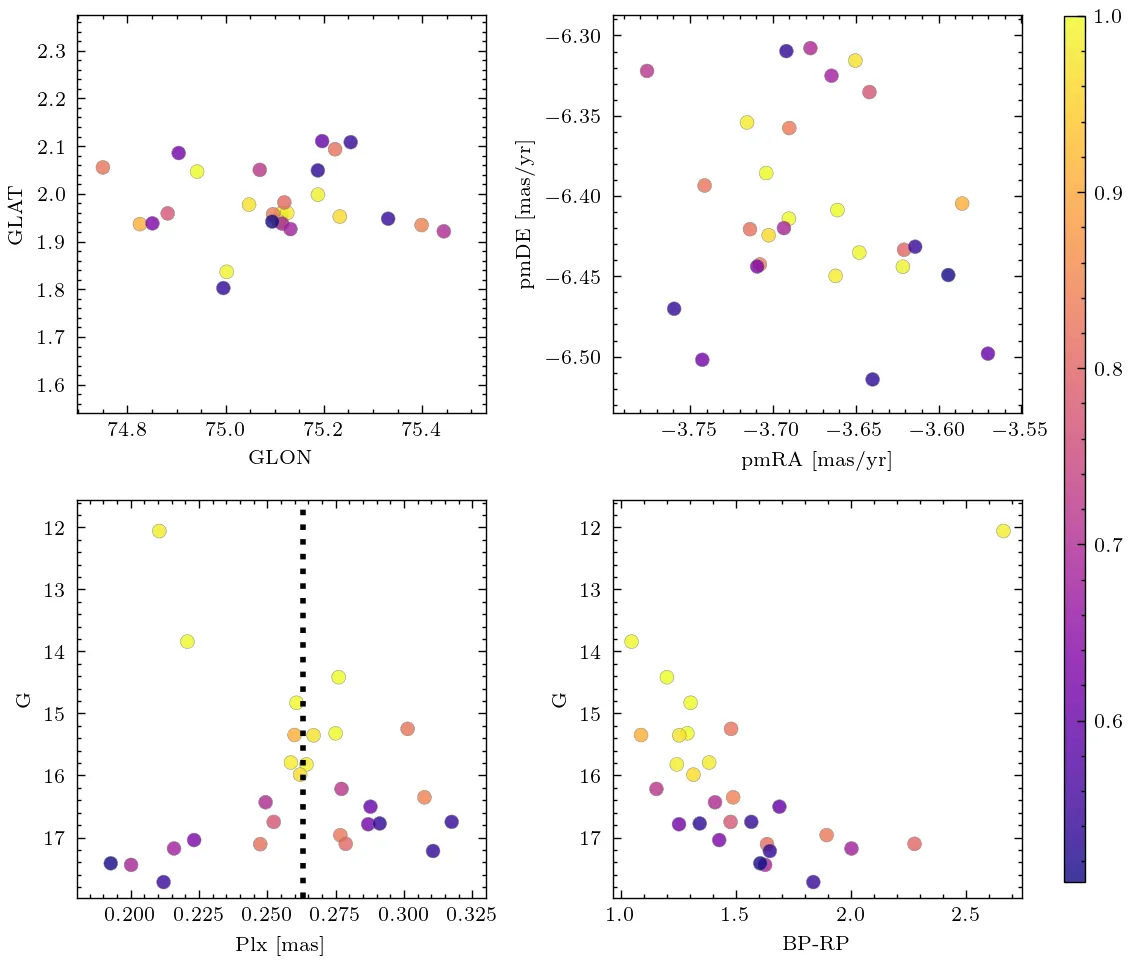 2.3
2.2
2.1
2.0
1.9
1.8
1.7
1.6
GLAT
74.8 75.0 75.2 75.4
GLON
−6.30
−6.35
−6.40
−6.45
−6.50
pmDE [mas/yr]
−3.75 −3.70 −3.65 −3.60 −3.55
pmRA [mas/yr]
12
13
14
15
16
17
G
0.200 0.225 0.250 0.275 0.300 0.325
Plx [mas]
12
13
14
15
16
17
G
1.0 1.5 2.0 2.5
BP-RP
1.0
0.9
0.8
0.7
0.6